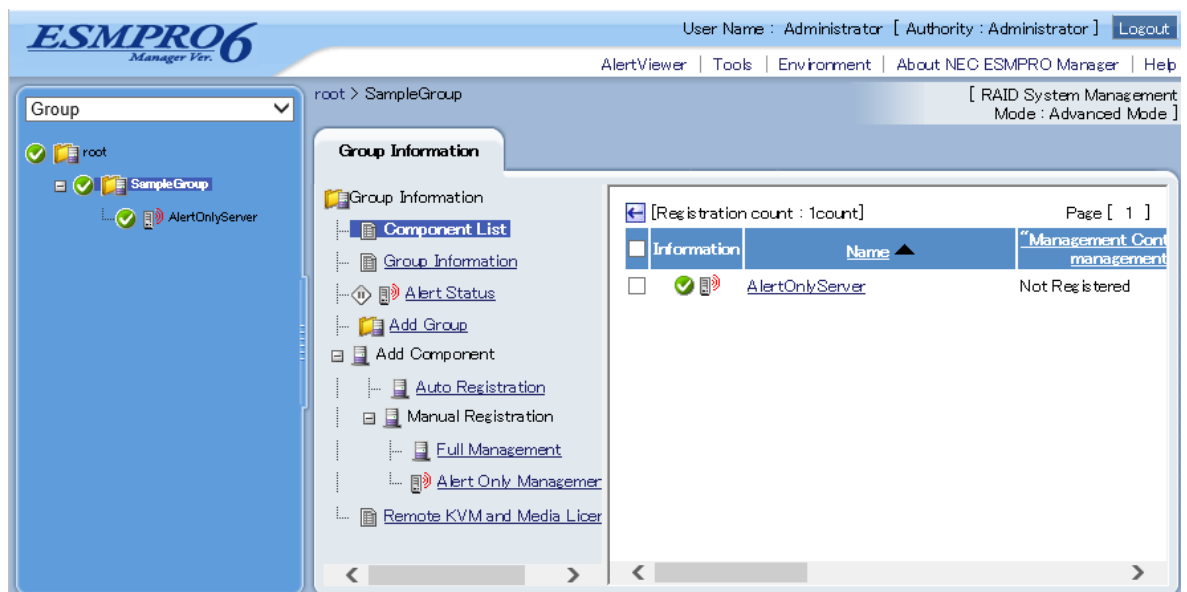 ESMPRO6
Manager Ver.
User Name : Administrator [ Authority : Administrator ] Logout
AlertViewer | Tools | Environment | About NEC ESMPRO Manager | Help
Group
root > SampleGroup
[ RAID System Management
Mode : Advanced Mode ]
root
SampleGroup
AlertOnlyServer
Group Information
Group Information
Component List
Group Information
Alert Status
Add Group
Add Component
Auto Registration
Manual Registration
Full Management
Alert Only Managemen
Remote KVM and Media Licen
[Registration count : 1count] Page [ 1 ]
Information Name "Management Cont
management
AlertOnlyServer Not Registered